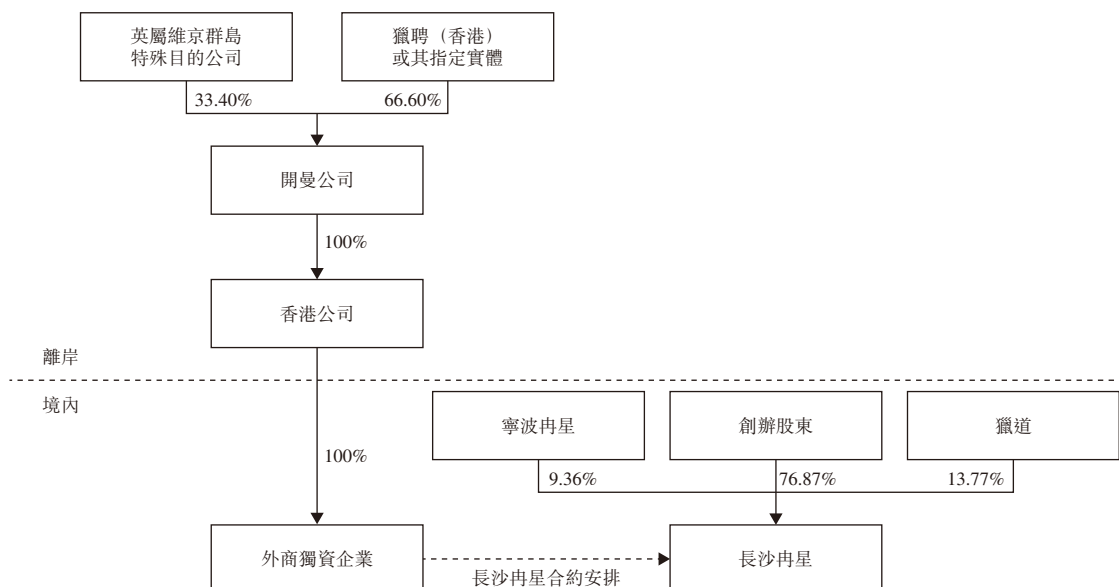 英屬維京群島
特殊目的公司
獵聘（香港）
或其指定實體
33.40%
66.60%
開曼公司
100%
香港公司
離岸
境內
寧波冉星
創辦股東
獵道
100%
9.36%
76.87%
13.77%
外商獨資企業
長沙冉星
長沙冉星合約安排